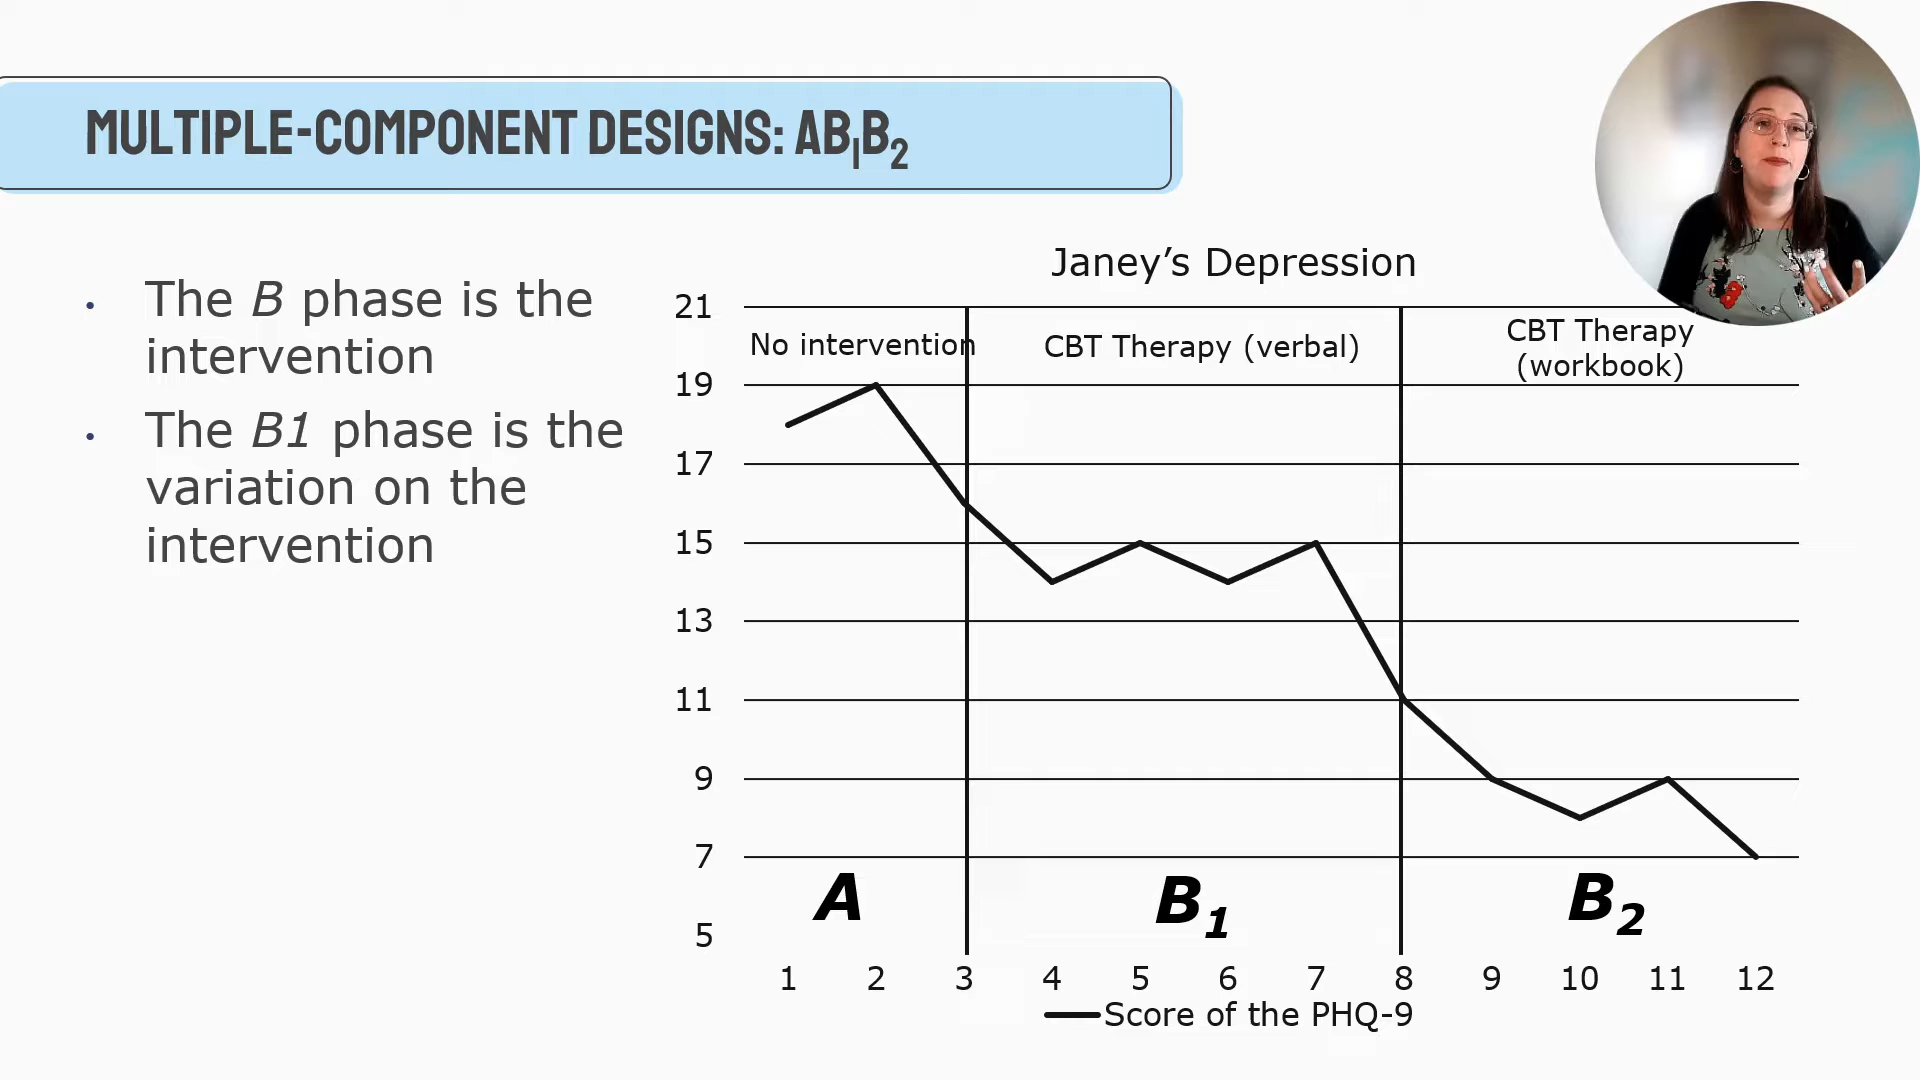 MULTIPLE-COMPONENT DESIGNS: AB1B2
• The B phase is the
intervention
• The B1 phase is the
variation on the
intervention
Janey’s Depression
21
No intervention
CBT Therapy (verbal)
CBT Therapy
(workbook)
19
17
15
13
11
9
7
5
A
B1
B2
1 2 3 4 5 6 7 8 9 10 11 12
Score of the PHQ-9